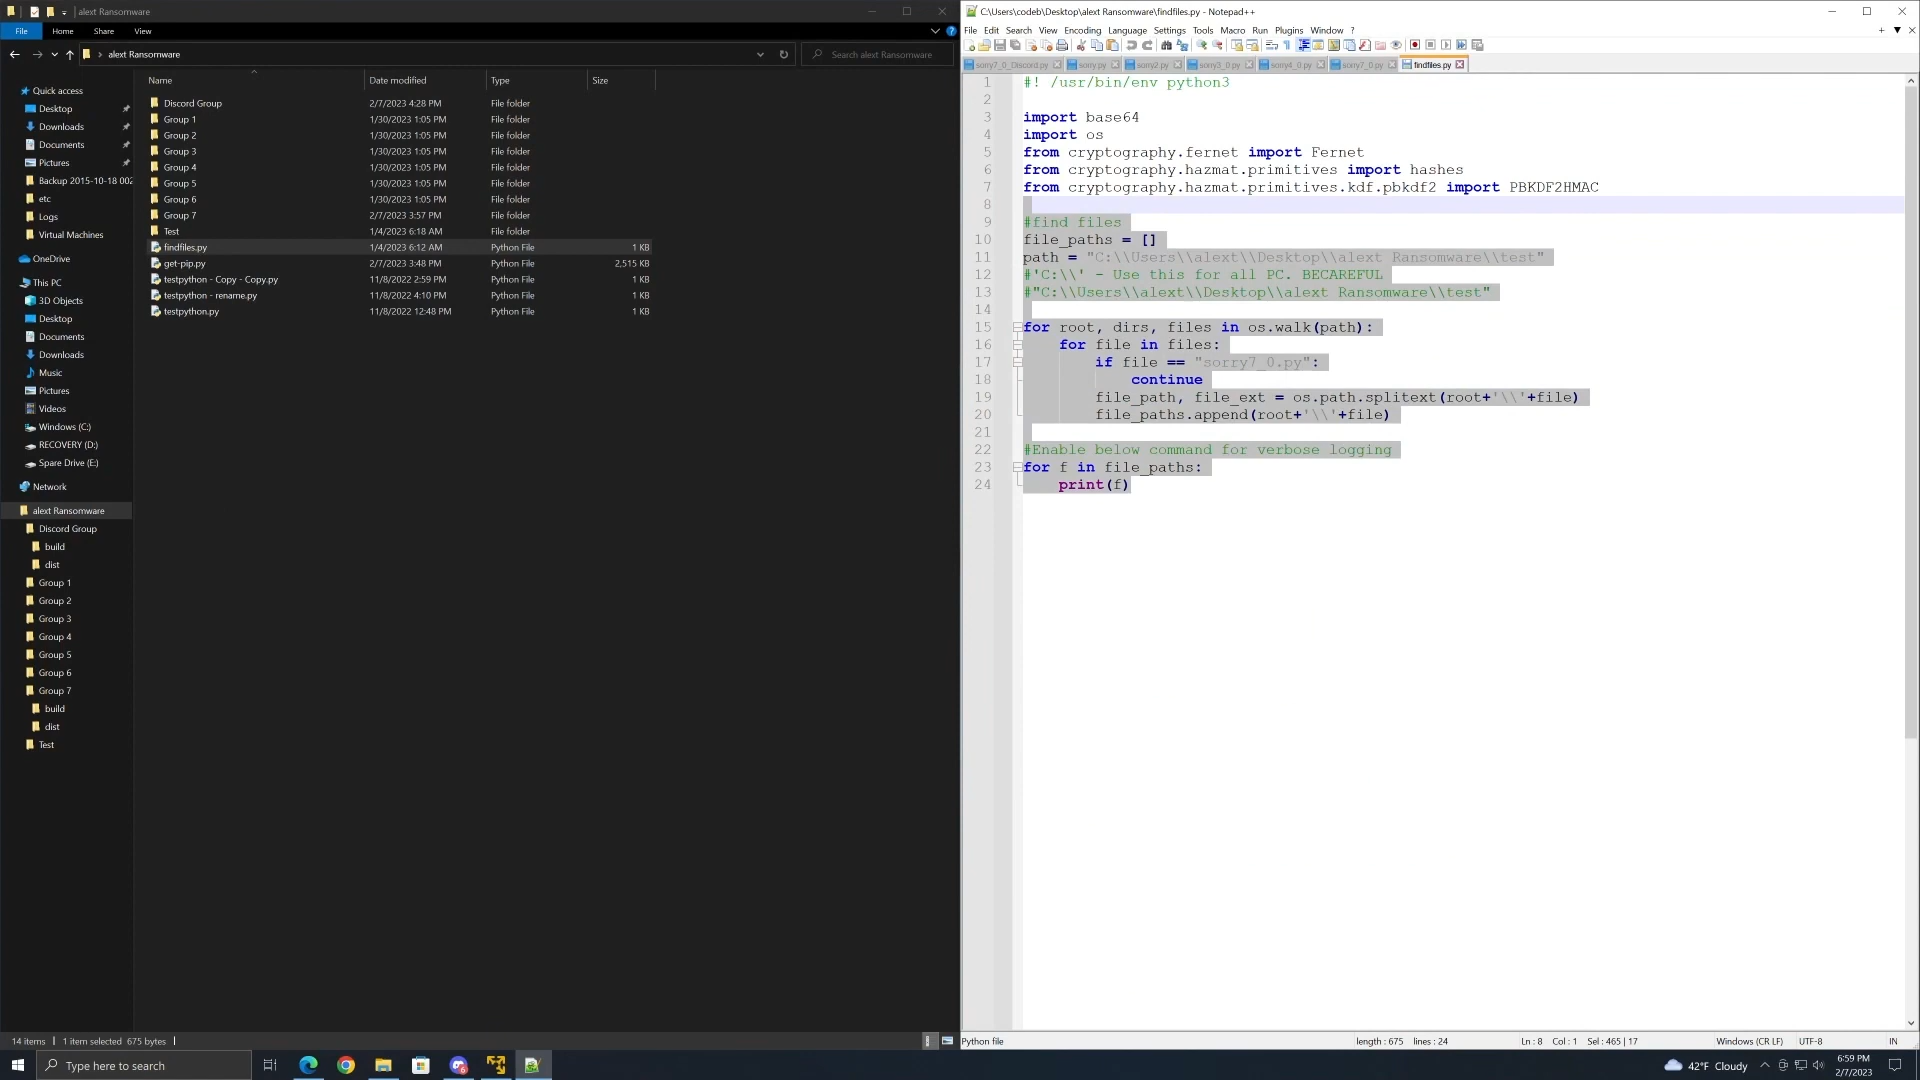 alext Ransomware
File Home Share View
alext Ransomware
Search alext Ransomware
Name Date modified Type Size
Quick access
Desktop
Downloads
Documents
Pictures
Backup 2015-10-18 002
etc
Logs
Virtual Machines
OneDrive
This PC
3D Objects
Desktop
Documents
Downloads
Music
Pictures
Videos
Windows (C:)
RECOVERY (D:)
Spare Drive (E:)
Network
alext Ransomware
Discord Group
build
dist
Group 1
Group 2
Group 3
Group 4
Group 5
Group 6
Group 7
build
dist
Test
Discord Group 2/7/2023 4:28 PM File folder
Group 1 1/30/2023 1:05 PM File folder
Group 2 1/30/2023 1:05 PM File folder
Group 3 1/30/2023 1:05 PM File folder
Group 4 1/30/2023 1:05 PM File folder
Group 5 1/30/2023 1:05 PM File folder
Group 6 1/30/2023 1:05 PM File folder
Group 7 2/7/2023 3:57 PM File folder
Test 1/4/2023 6:18 AM File folder
findfiles.py 1/4/2023 6:12 AM Python File 1 KB
get-pip.py 2/7/2023 3:48 PM Python File 2,515 KB
testpython - Copy - Copy.py 11/8/2022 2:59 PM Python File 1 KB
testpython - rename.py 11/8/2022 4:10 PM Python File 1 KB
testpython.py 11/8/2022 12:48 PM Python File 1 KB
14 items 1 item selected 675 bytes
C:\Users\codeb\Desktop\alext Ransomware\findfiles.py - Notepad++
File Edit Search View Encoding Language Settings Tools Macro Run Plugins Window ?
sorry7_0_Discord.py sorry.py sorry2.py sorry3_0.py sorry4_0.py sorry7_0.py findfiles.py
1 #! /usr/bin/env python3
2
3 import base64
4 import os
5 from cryptography.fernet import Fernet
6 from cryptography.hazmat.primitives import hashes
7 from cryptography.hazmat.primitives.kdf.pbkdf2 import PBKDF2HMAC
8
9 #find files
10 file_paths = []
11 path = "C:\\Users\\alext\\Desktop\\alext Ransomware\\test"
12 #'C:\\' - Use this for all PC. BECAREFUL
13 #"C:\\Users\\alext\\Desktop\\alext Ransomware\\test"
14
15 for root, dirs, files in os.walk(path):
16 for file in files:
17 if file == "sorry7_0.py":
18 continue
19 file_path, file_ext = os.path.splitext(root+'\\'+file)
20 file_paths.append(root+'\\'+file)
21
22 #Enable below command for verbose logging
23 for f in file_paths:
24 print(f)
Python file length : 675 lines : 24 Ln : 8 Col : 1 Sel : 465 | 17 Windows (CR LF) UTF-8 IN
Type here to search
42°F Cloudy
6:59 PM
2/7/2023